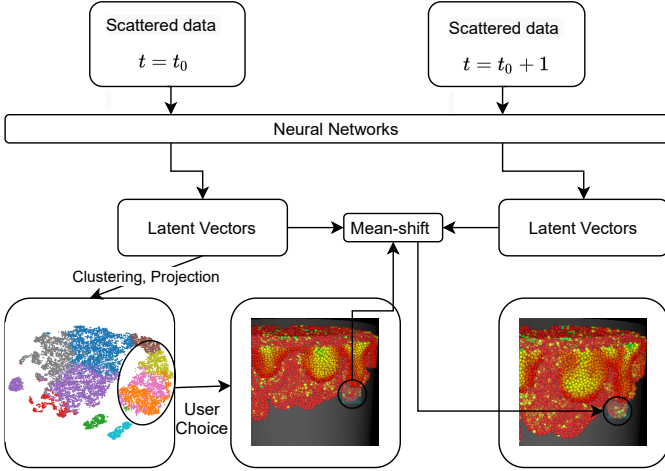 Scattered data
t = t₀
Scattered data
t = t₀ + 1
Neural Networks
Latent Vectors
Mean-shift
Latent Vectors
Clustering, Projection
User
Choice